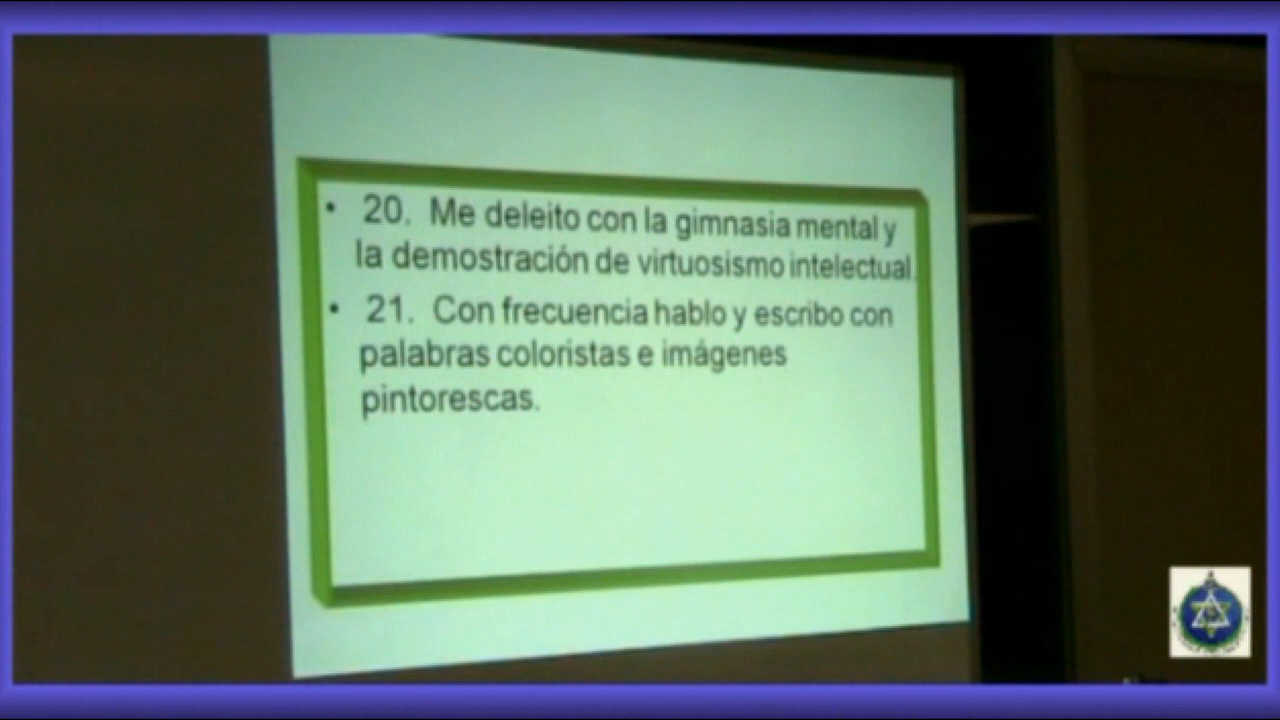 • 20. Me deleito con la gimnasia mental y
la demostración de virtuosismo intelectual.
• 21. Con frecuencia hablo y escribo con
palabras coloristas e imágenes
pintorescas.